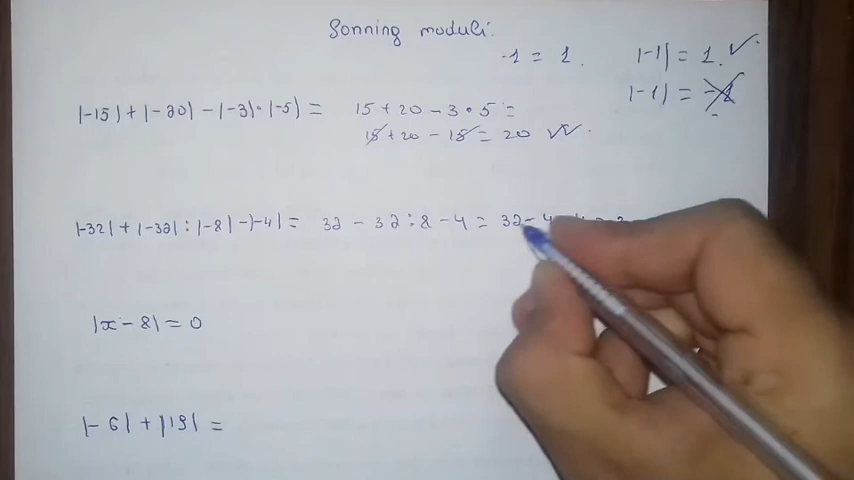 Sonning moduli.
-1 = 1. |-1| = 1.
|-1| = -1
|-15| + |-20| - |-3| · |-5| = 15 + 20 - 3 · 5 =
15 + 20 - 15 = 20
|-32| + |-32| : |-8| - |-4| = 32 - 32 : 8 - 4 = 32 - 4
|x - 8| = 0
|-6| + |19| =